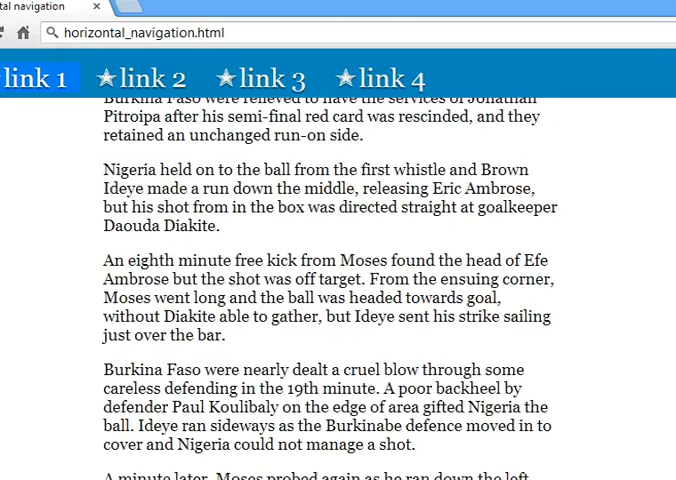 tal navigation
horizontal_navigation.html
link 1 link 2 link 3 link 4
Burkina Faso were relieved to have the services of Jonathan
Pitroipa after his semi-final red card was rescinded, and they
retained an unchanged run-on side.
Nigeria held on to the ball from the first whistle and Brown
Ideye made a run down the middle, releasing Eric Ambrose,
but his shot from in the box was directed straight at goalkeeper
Daouda Diakite.
An eighth minute free kick from Moses found the head of Efe
Ambrose but the shot was off target. From the ensuing corner,
Moses went long and the ball was headed towards goal,
without Diakite able to gather, but Ideye sent his strike sailing
just over the bar.
Burkina Faso were nearly dealt a cruel blow through some
careless defending in the 19th minute. A poor backheel by
defender Paul Koulibaly on the edge of area gifted Nigeria the
ball. Ideye ran sideways as the Burkinabe defence moved in to
cover and Nigeria could not manage a shot.
A minute later, Moses probed again as he ran down the left